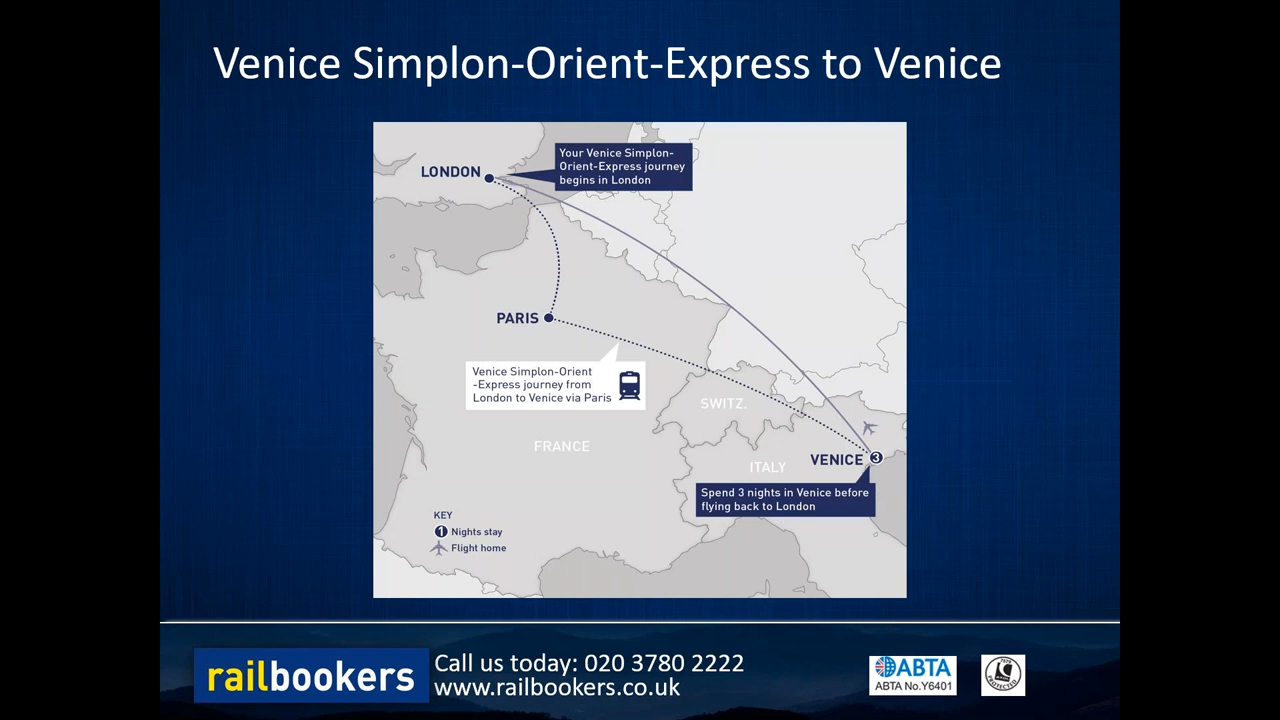 Venice Simplon-Orient-Express to Venice
LONDON
Your Venice Simplon-
Orient-Express journey
begins in London
PARIS
Venice Simplon-Orient
-Express journey from
London to Venice via Paris
SWITZ.
FRANCE
ITALY
VENICE 3
Spend 3 nights in Venice before
flying back to London
KEY
1 Nights stay
Flight home
railbookers
Call us today: 020 3780 2222
www.railbookers.co.uk
ABTA
ABTA No.Y6401
PROTECTED